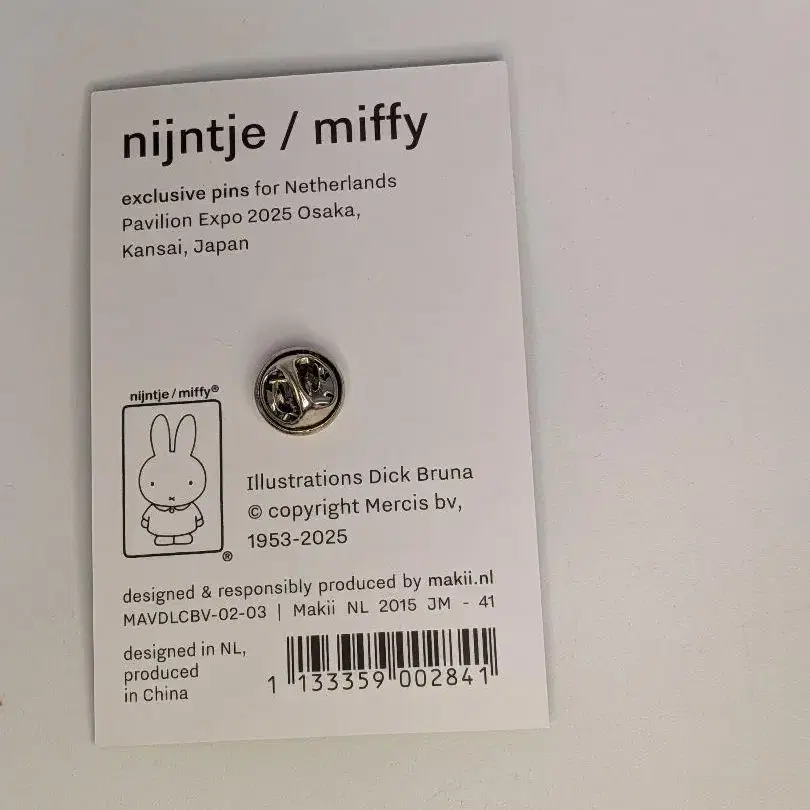 nijntje / miffy
exclusive pins for Netherlands
Pavilion Expo 2025 Osaka,
Kansai, Japan
nijntje / miffy®
®
Illustrations Dick Bruna
© copyright Mercis bv,
1953-2025
designed & responsibly produced by makii.nl
MAVDLCBV-02-03 | Makii NL 2015 JM - 41
designed in NL,
produced
in China
1 133359 002841